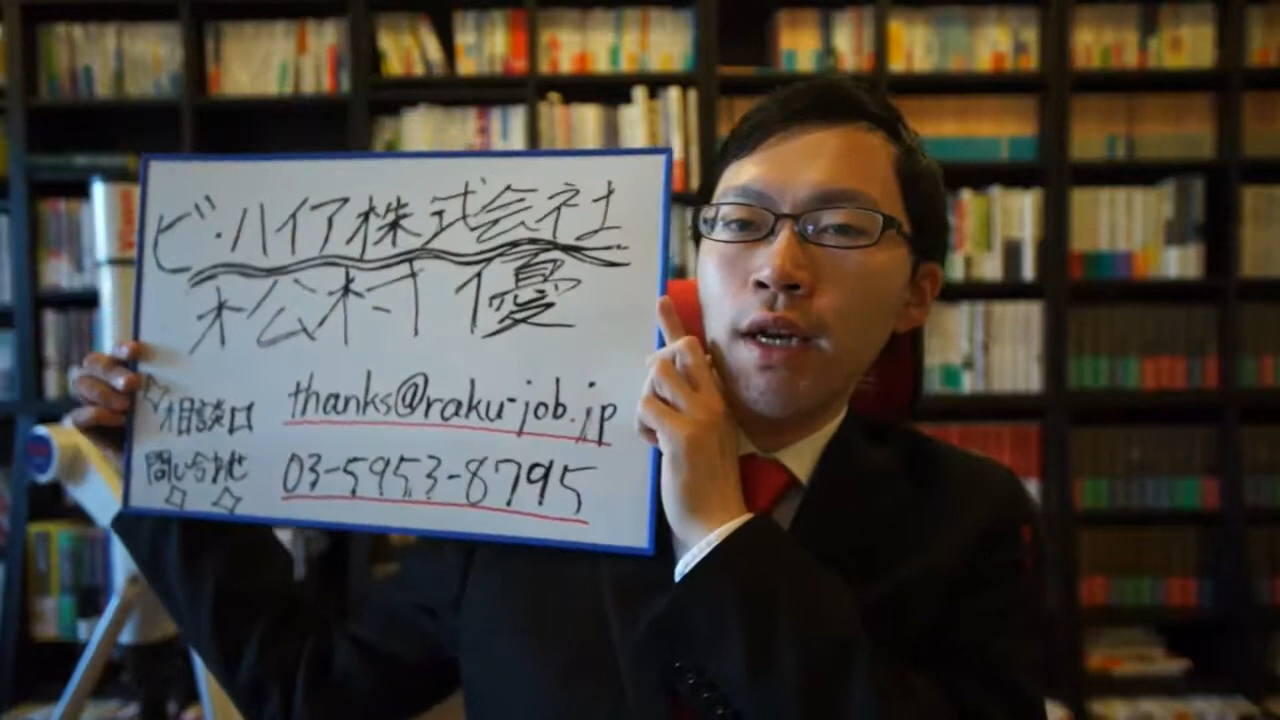 ビ・ハイア株式会社
松村 優
相談口 thanks@raku-job.jp
問い合わせ 03-5953-8795